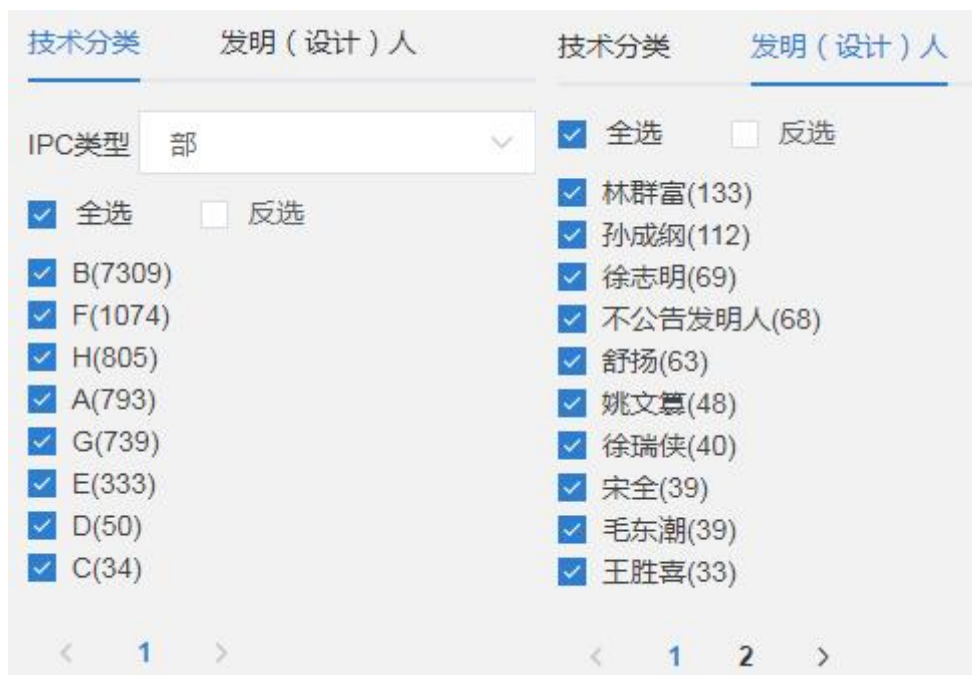 技术分类 发明（设计）人
IPC类型 部
全选 反选
B(7309)
F(1074)
H(805)
A(793)
G(739)
E(333)
D(50)
C(34)
< 1 >
技术分类 发明（设计）人
全选 反选
林群富(133)
孙成纲(112)
徐志明(69)
不公告发明人(68)
舒扬(63)
姚文篡(48)
徐瑞侠(40)
宋全(39)
毛东潮(39)
王胜喜(33)
< 1 2 >